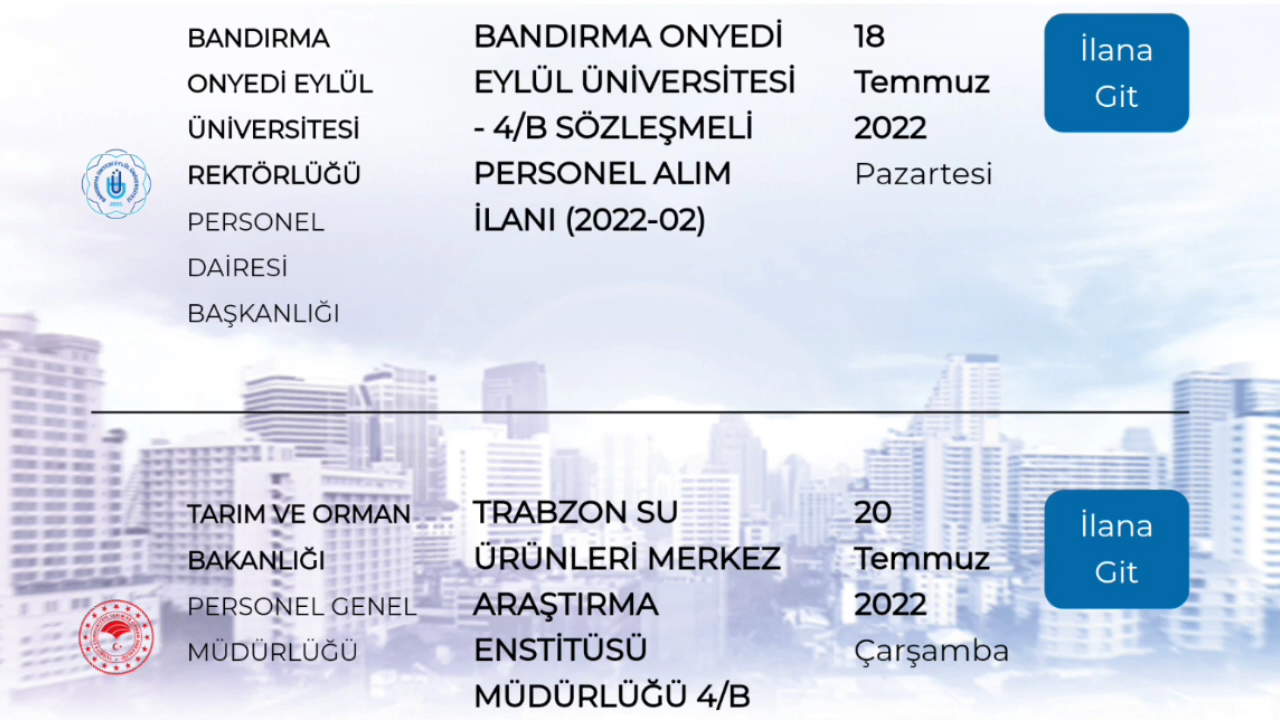 BANDIRMA
ONYEDİ EYLÜL
ÜNİVERSİTESİ
REKTÖRLÜĞÜ
PERSONEL
DAİRESİ
BAŞKANLIĞI
BANDIRMA ONYEDİ
EYLÜL ÜNİVERSİTESİ
- 4/B SÖZLEŞMELİ
PERSONEL ALIM
İLANI (2022-02)
18
Temmuz
2022
Pazartesi
İlana
Git
TARIM VE ORMAN
BAKANLIĞI
PERSONEL GENEL
MÜDÜRLÜĞÜ
TRABZON SU
ÜRÜNLERİ MERKEZ
ARAŞTIRMA
ENSTİTÜSÜ
MÜDÜRLÜĞÜ 4/B
20
Temmuz
2022
Çarşamba
İlana
Git